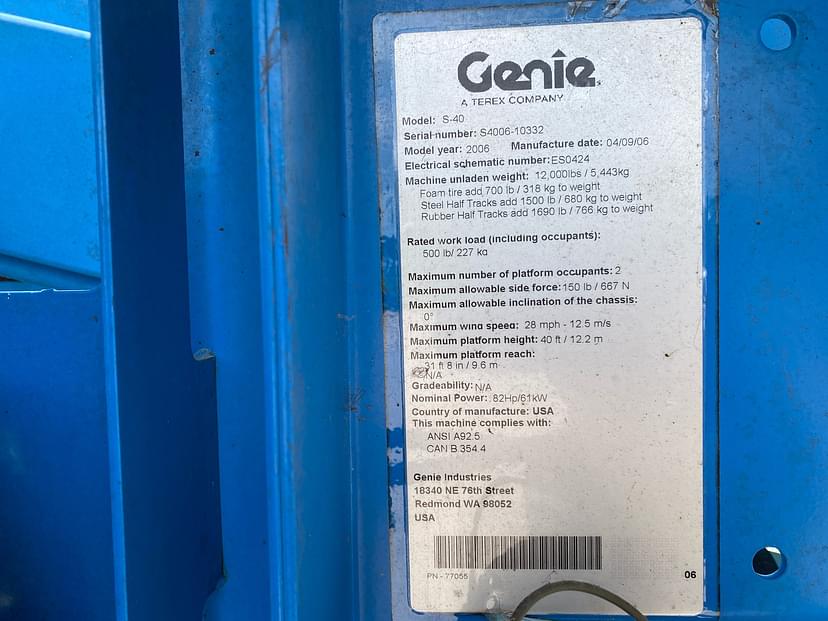 Genie
A TEREX COMPANY
Model: S-40
Serial number: S4006-10332
Model year: 2006 Manufacture date: 04/09/06
Electrical schematic number: ES0424
Machine unladen weight: 12,000lbs / 5,443kg
Foam tire add 700 lb / 318 kg to weight
Steel Half Tracks add 1500 lb / 680 kg to weight
Rubber Half Tracks add 1690 lb / 766 kg to weight
Rated work load (including occupants):
500 lb/ 227 kg
Maximum number of platform occupants: 2
Maximum allowable side force: 150 lb / 667 N
Maximum allowable inclination of the chassis:
0°
Maximum wind speed: 28 mph - 12.5 m/s
Maximum platform height: 40 ft / 12.2 m
Maximum platform reach:
31 ft 8 in / 9.6 m
N/A
Gradeability: N/A
Nominal Power: 82Hp/61kW
Country of manufacture: USA
This machine complies with:
ANSI A92.5
CAN B.354.4
Genie Industries
18340 NE 76th Street
Redmond WA 98052
USA
PN - 77055
06